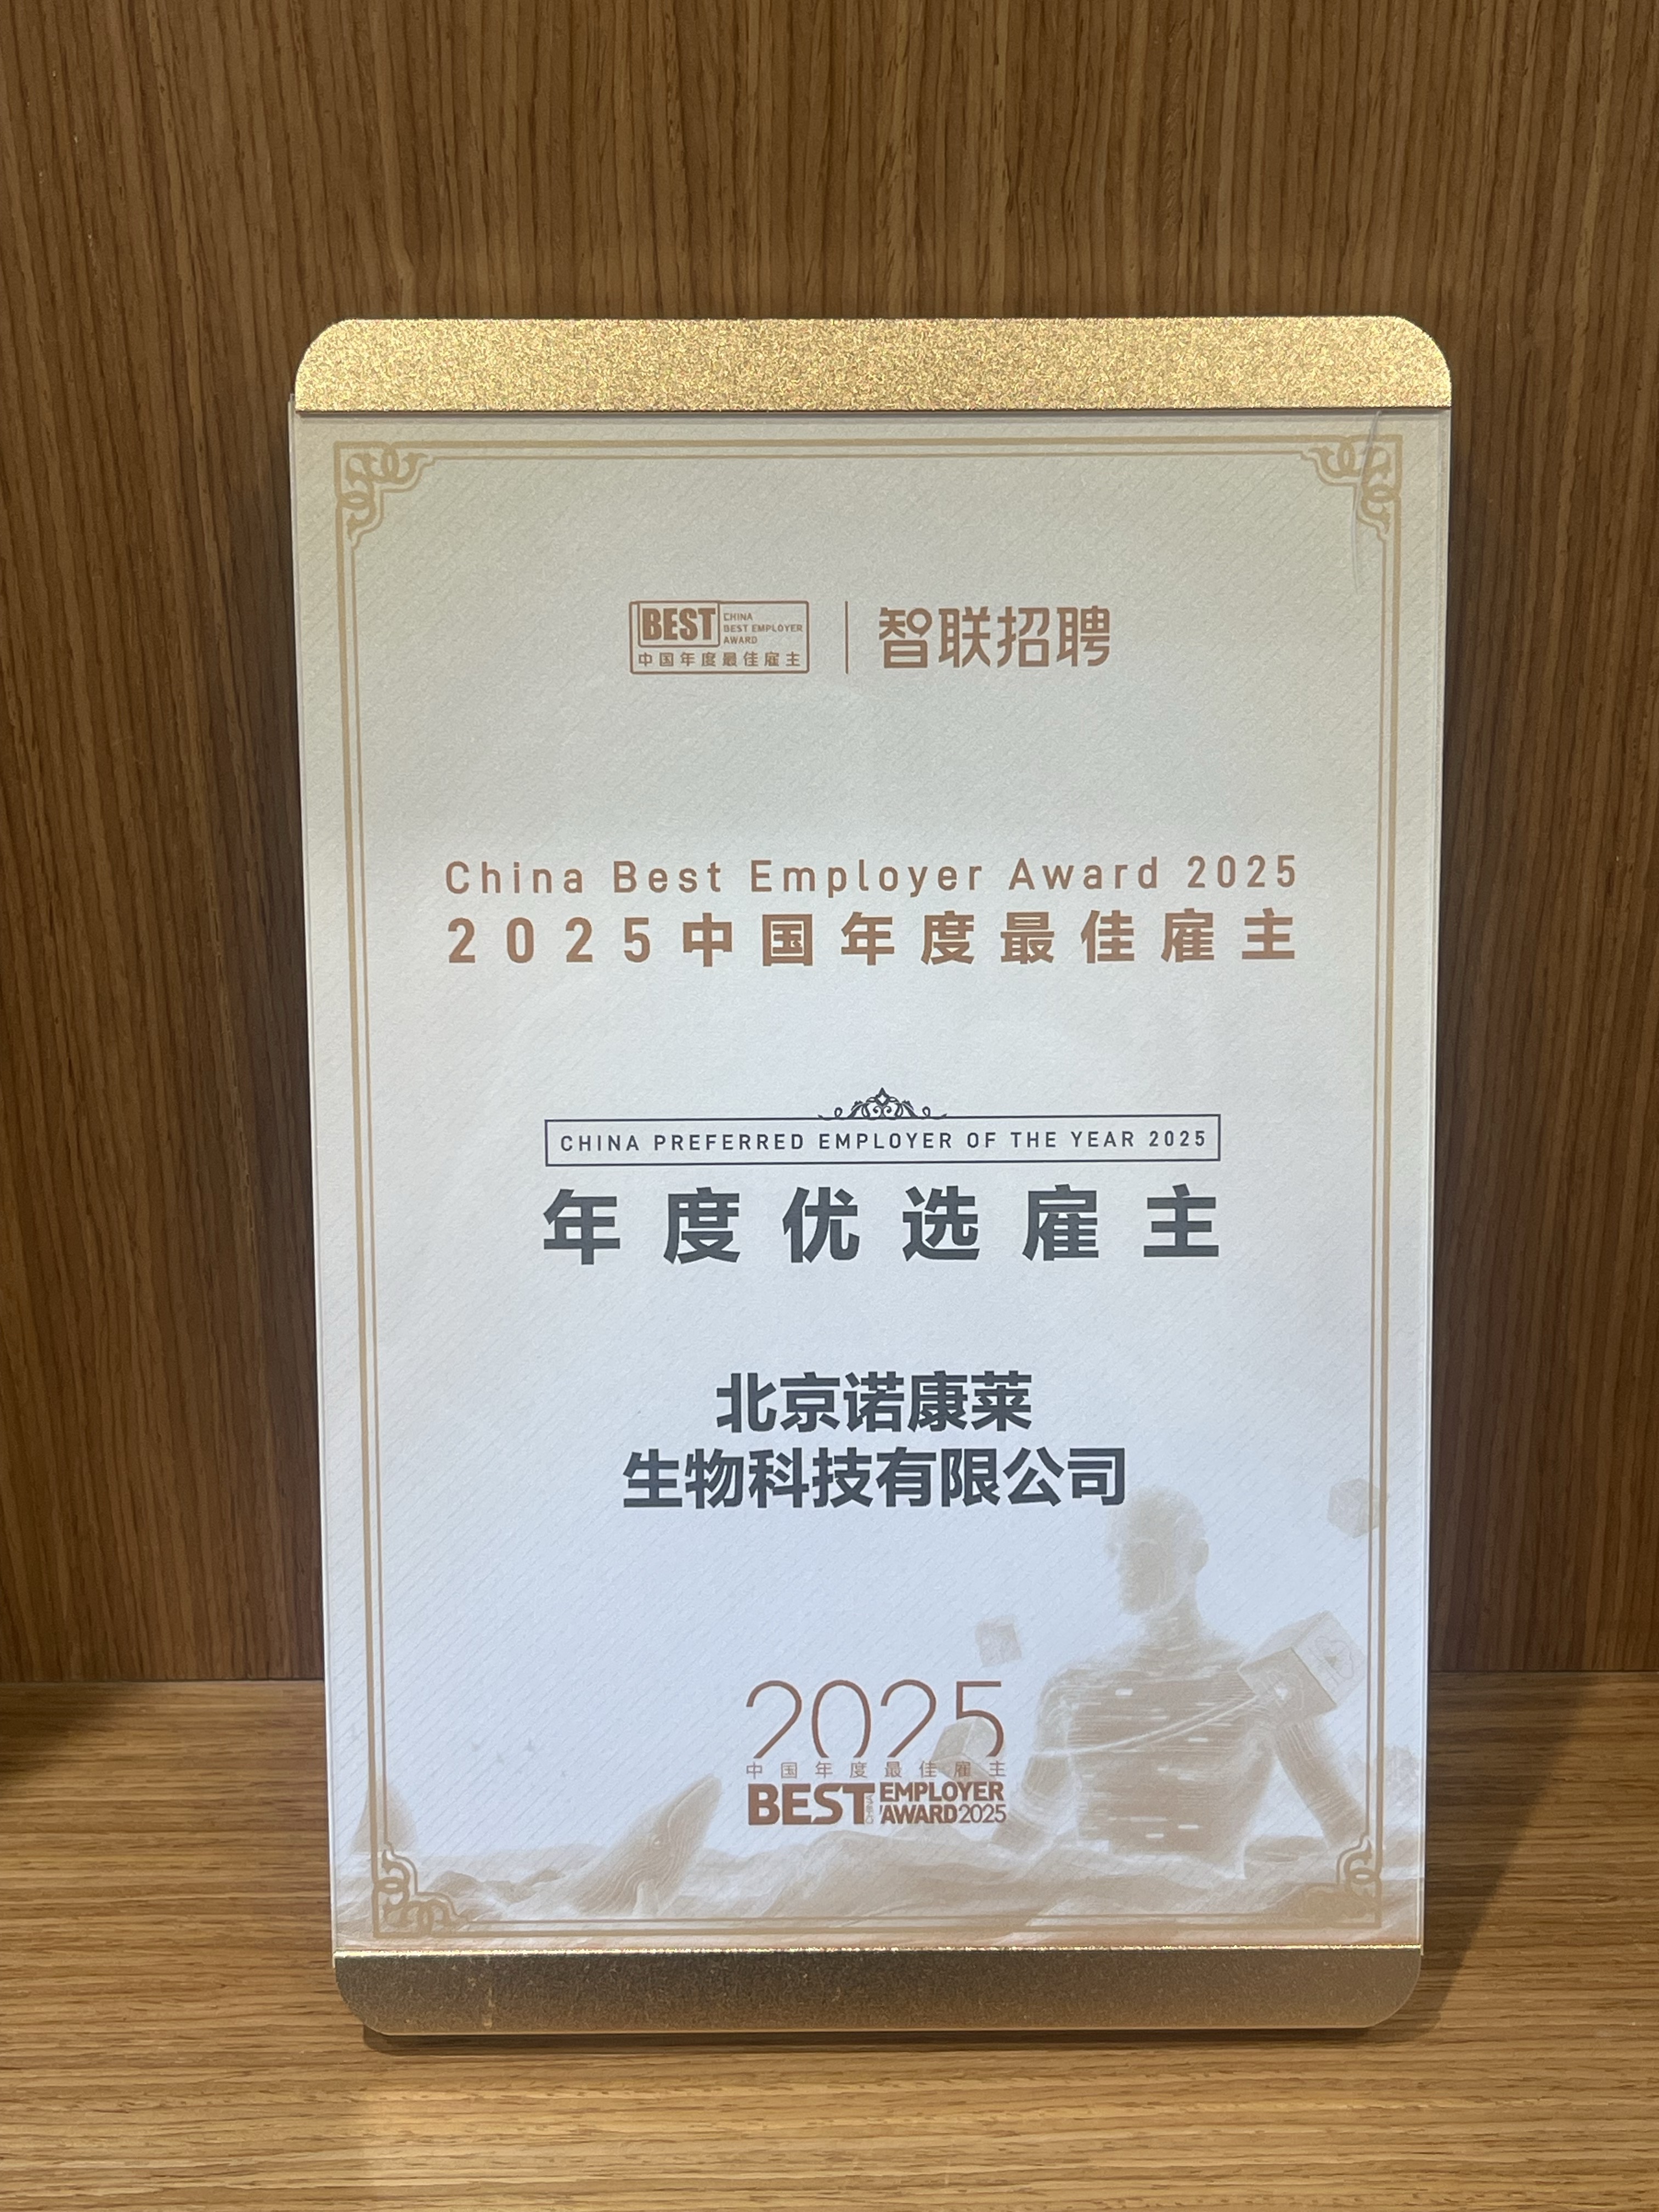 BEST CHINA
BEST EMPLOYER
AWARD
中国年度最佳雇主
智联招聘
China Best Employer Award 2025
2025中国年度最佳雇主
CHINA PREFERRED EMPLOYER OF THE YEAR 2025
年度优选雇主
北京诺康莱
生物科技有限公司
2025
中国年度最佳雇主
BEST EMPLOYER
AWARD2025